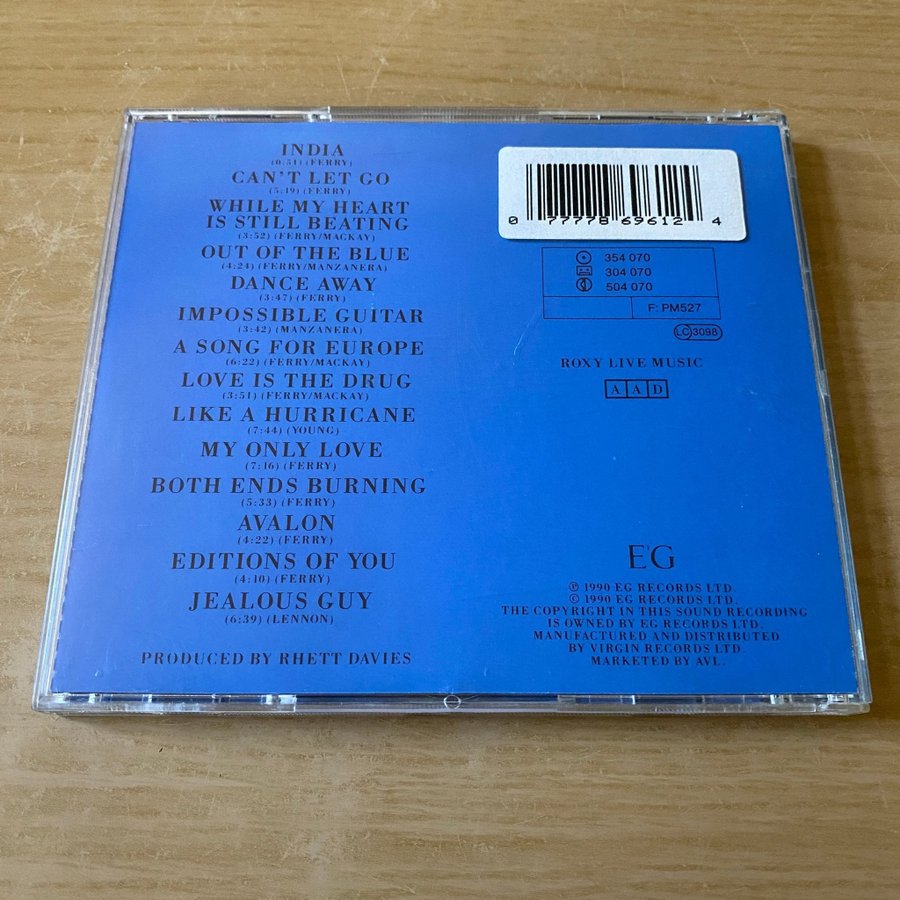 INDIA
(0.51) (FERRY)
CAN'T LET GO
(5:19) (FERRY)
WHILE MY HEART
IS STILL BEATING
(3:52) (FERRY/MACKAY)
OUT OF THE BLUE
(4:24) (FERRY/MANZANERA)
DANCE AWAY
(3:47) (FERRY)
IMPOSSIBLE GUITAR
(3:42) (MANZANERA)
A SONG FOR EUROPE
(6:22) (FERRY/MACKAY)
LOVE IS THE DRUG
(3:51) (FERRY/MACKAY)
LIKE A HURRICANE
(7:44) (YOUNG)
MY ONLY LOVE
(7:16) (FERRY)
BOTH ENDS BURNING
(5:33) (FERRY)
AVALON
(4:22) (FERRY)
EDITIONS OF YOU
(4:10) (FERRY)
JEALOUS GUY
(6:39) (LENNON)
PRODUCED BY RHETT DAVIES
0 77778 69612 4
354 070
304 070
504 070
F: PM527
LC 3098
ROXY LIVE MUSIC
A A D
E'G
℗ 1990 EG RECORDS LTD
© 1990 EG RECORDS LTD.
THE COPYRIGHT IN THIS SOUND RECORDING
IS OWNED BY EG RECORDS LTD.
MANUFACTURED AND DISTRIBUTED
BY VIRGIN RECORDS LTD.
MARKETED BY AVL.